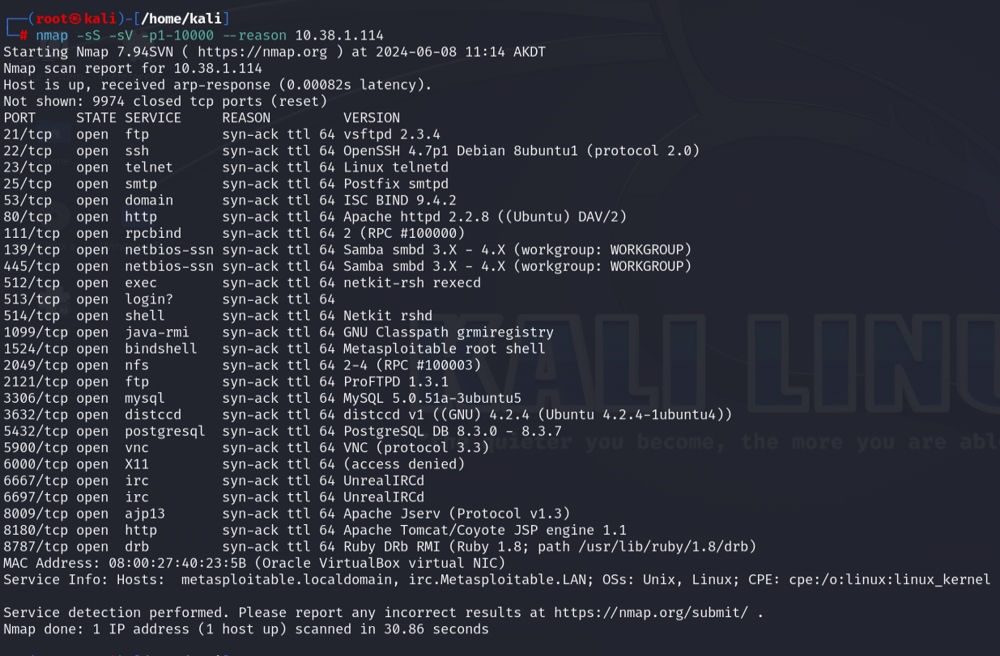 ┌──(root㉿kali)-[/home/kali]
└─# nmap -sS -sV -p1-10000 --reason 10.38.1.114
Starting Nmap 7.94SVN ( https://nmap.org ) at 2024-06-08 11:14 AKDT
Nmap scan report for 10.38.1.114
Host is up, received arp-response (0.00082s latency).
Not shown: 9974 closed tcp ports (reset)
PORT     STATE SERVICE     REASON         VERSION
21/tcp   open  ftp         syn-ack ttl 64 vsftpd 2.3.4
22/tcp   open  ssh         syn-ack ttl 64 OpenSSH 4.7p1 Debian 8ubuntu1 (protocol 2.0)
23/tcp   open  telnet      syn-ack ttl 64 Linux telnetd
25/tcp   open  smtp        syn-ack ttl 64 Postfix smtpd
53/tcp   open  domain      syn-ack ttl 64 ISC BIND 9.4.2
80/tcp   open  http        syn-ack ttl 64 Apache httpd 2.2.8 ((Ubuntu) DAV/2)
111/tcp  open  rpcbind     syn-ack ttl 64 2 (RPC #100000)
139/tcp  open  netbios-ssn syn-ack ttl 64 Samba smbd 3.X - 4.X (workgroup: WORKGROUP)
445/tcp  open  netbios-ssn syn-ack ttl 64 Samba smbd 3.X - 4.X (workgroup: WORKGROUP)
512/tcp  open  exec        syn-ack ttl 64 netkit-rsh rexecd
513/tcp  open  login?      syn-ack ttl 64
514/tcp  open  shell       syn-ack ttl 64 Netkit rshd
1099/tcp open  java-rmi    syn-ack ttl 64 GNU Classpath grmiregistry
1524/tcp open  bindshell   syn-ack ttl 64 Metasploitable root shell
2049/tcp open  nfs         syn-ack ttl 64 2-4 (RPC #100003)
2121/tcp open  ftp         syn-ack ttl 64 ProFTPD 1.3.1
3306/tcp open  mysql       syn-ack ttl 64 MySQL 5.0.51a-3ubuntu5
3632/tcp open  distccd     syn-ack ttl 64 distccd v1 ((GNU) 4.2.4 (Ubuntu 4.2.4-1ubuntu4))
5432/tcp open  postgresql  syn-ack ttl 64 PostgreSQL DB 8.3.0 - 8.3.7
5900/tcp open  vnc         syn-ack ttl 64 VNC (protocol 3.3)
6000/tcp open  X11         syn-ack ttl 64 (access denied)
6667/tcp open  irc         syn-ack ttl 64 UnrealIRCd
6697/tcp open  irc         syn-ack ttl 64 UnrealIRCd
8009/tcp open  ajp13       syn-ack ttl 64 Apache Jserv (Protocol v1.3)
8180/tcp open  http        syn-ack ttl 64 Apache Tomcat/Coyote JSP engine 1.1
8787/tcp open  drb         syn-ack ttl 64 Ruby DRb RMI (Ruby 1.8; path /usr/lib/ruby/1.8/drb)
MAC Address: 08:00:27:40:23:5B (Oracle VirtualBox virtual NIC)
Service Info: Hosts:  metasploitable.localdomain, irc.Metasploitable.LAN; OSs: Unix, Linux; CPE: cpe:/o:linux:linux_kernel

Service detection performed. Please report any incorrect results at https://nmap.org/submit/ .
Nmap done: 1 IP address (1 host up) scanned in 30.86 seconds
KALI LINU
quieter you become, the more you are abl